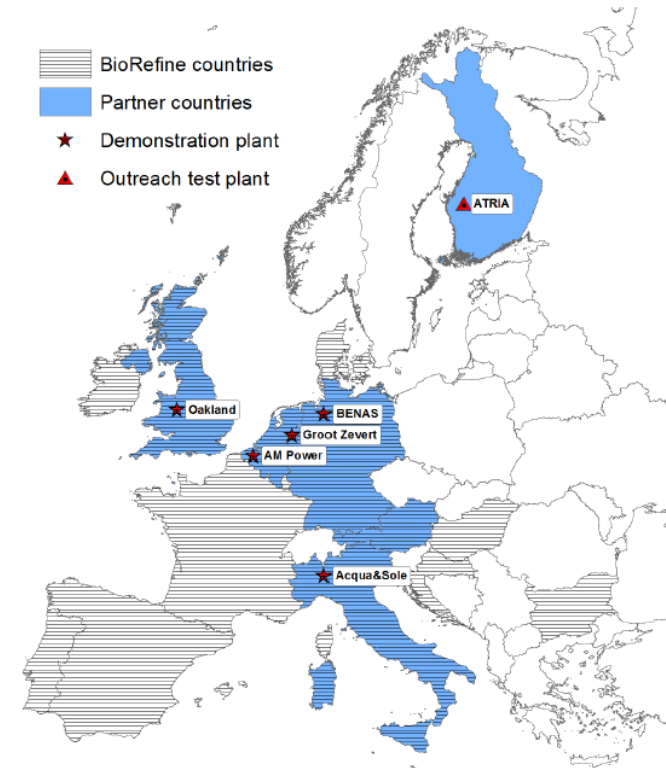 BioRefine countries
Partner countries
Demonstration plant
Outreach test plant
ATRIA
Oakland
BENAS
Groot Zevert
AM Power
Acqua&Sole